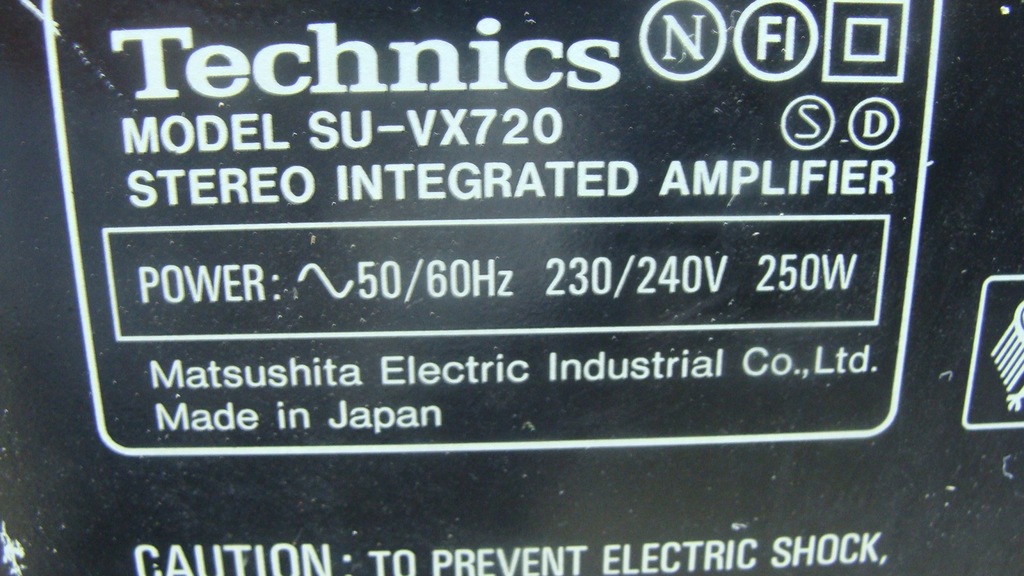 Technics N FI
MODEL SU-VX720 S D
STEREO INTEGRATED AMPLIFIER
POWER: ∿50/60Hz 230/240V 250W
Matsushita Electric Industrial Co.,Ltd.
Made in Japan
CAUTION: TO PREVENT ELECTRIC SHOCK,